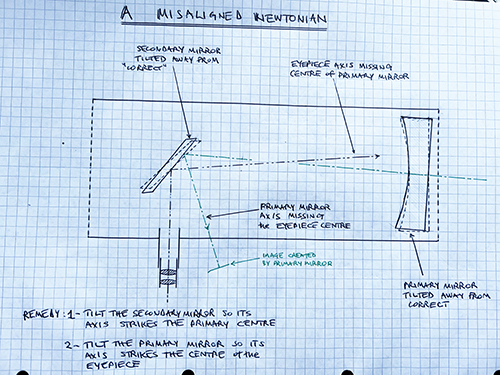 A MISALIGNED NEWTONIAN
SECONDARY MIRROR
TILTED AWAY FROM
"CORRECT"
EYEPIECE AXIS MISSING
CENTRE OF PRIMARY MIRROR
PRIMARY MIRROR
AXIS MISSING
the EYEPIECE CENTRE
IMAGE CREATED
BY PRIMARY MIRROR
PRIMARY MIRROR
TILTED AWAY FROM
CORRECT
REMEDY: 1- TILT THE SECONDARY MIRROR SO ITS
AXIS STRIKES THE PRIMARY CENTRE
2- TILT THE PRIMARY MIRROR SO ITS
AXIS STRIKES THE CENTRE of the
EYEPIECE